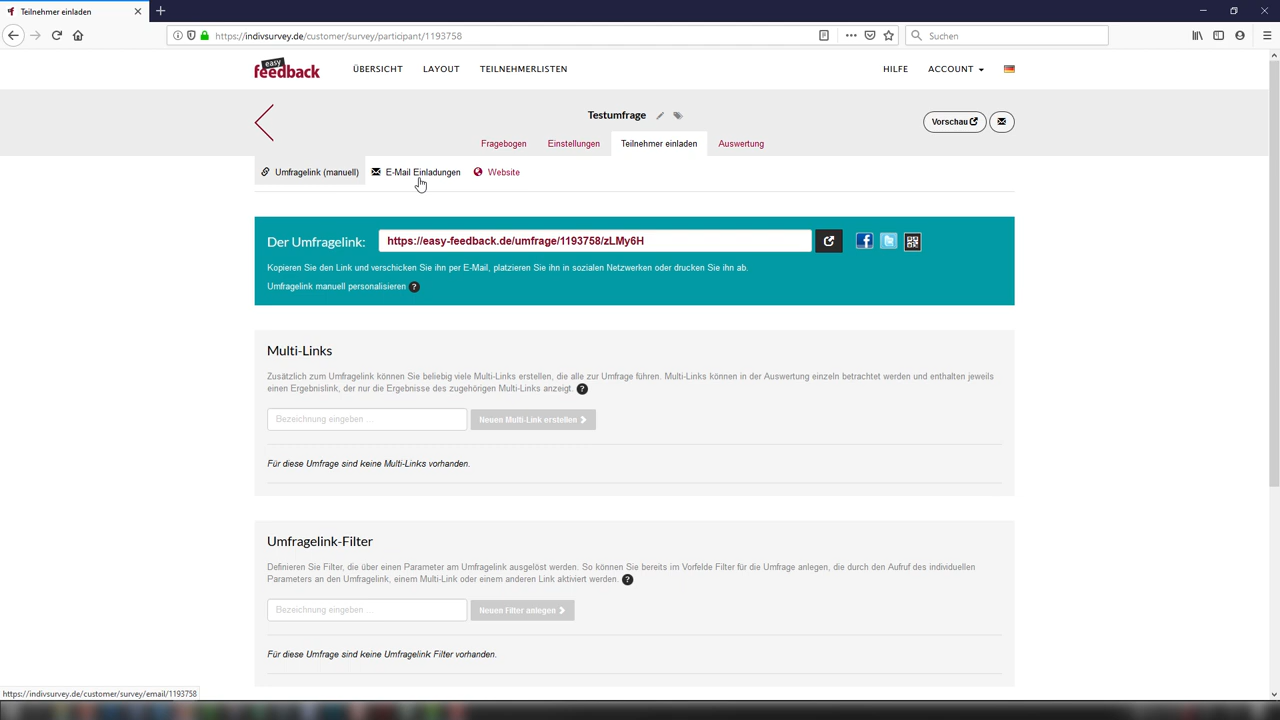 Teilnehmer einladen
https://indivsurvey.de/customer/survey/participant/1193758
Suchen
easy feedback
ÜBERSICHT LAYOUT TEILNEHMERLISTEN HILFE ACCOUNT
Testumfrage
Vorschau
Fragebogen Einstellungen Teilnehmer einladen Auswertung
Umfragelink (manuell) E-Mail Einladungen Website
Der Umfragelink: https://easy-feedback.de/umfrage/1193758/zLMy6H
Kopieren Sie den Link und verschicken Sie ihn per E-Mail, platzieren Sie ihn in sozialen Netzwerken oder drucken Sie ihn ab.
Umfragelink manuell personalisieren ?
Multi-Links
Zusätzlich zum Umfragelink können Sie beliebig viele Multi-Links erstellen, die alle zur Umfrage führen. Multi-Links können in der Auswertung einzeln betrachtet werden und enthalten jeweils
einen Ergebnislink, der nur die Ergebnisse des zugehörigen Multi-Links anzeigt. ?
Bezeichnung eingeben ... Neuen Multi-Link erstellen
Für diese Umfrage sind keine Multi-Links vorhanden.
Umfragelink-Filter
Definieren Sie Filter, die über einen Parameter am Umfragelink ausgelöst werden. So können Sie bereits im Vorfelde Filter für die Umfrage anlegen, die durch den Aufruf des individuellen
Parameters an den Umfragelink, einem Multi-Link oder einem anderen Link aktiviert werden. ?
Bezeichnung eingeben ... Neuen Filter anlegen
Für diese Umfrage sind keine Umfragelink Filter vorhanden.
https://indivsurvey.de/customer/survey/email/1193758